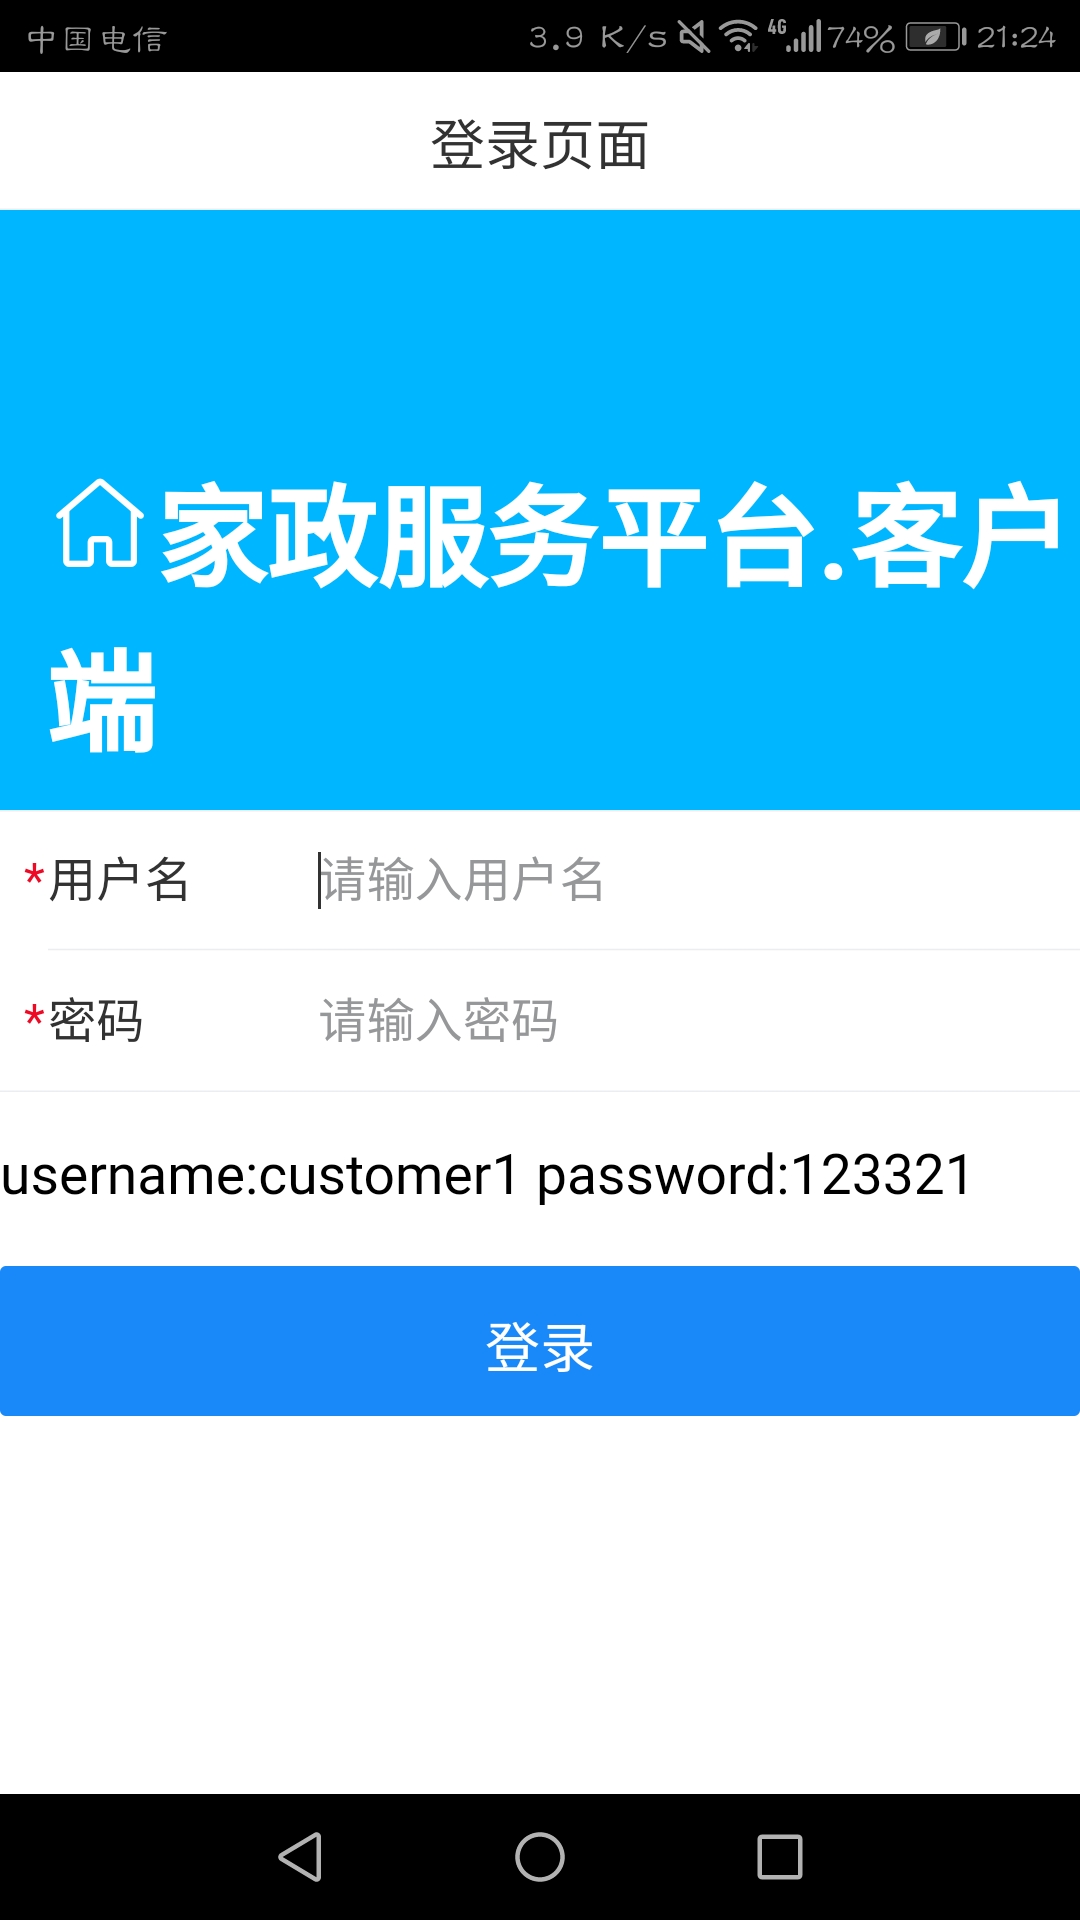 中国电信 3.9 K/s 4G 74% 21:24
登录页面
家政服务平台.客户
端
*用户名 请输入用户名
*密码 请输入密码
username:customer1 password:123321
登录